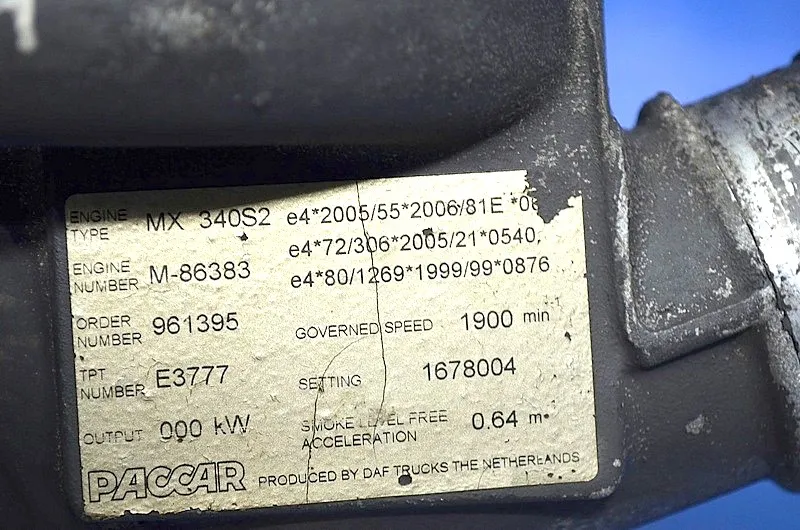 ENGINE TYPE MX 340S2 e4*2005/55*2006/81E
e4*72/306*2005/21*0540,
ENGINE NUMBER M-86383 e4*80/1269*1999/99*0876
ORDER NUMBER 961395 GOVERNED SPEED 1900 min-1
TPT NUMBER E3777 SETTING 1678004
OUTPUT 000 kW SMOKE LEVEL FREE ACCELERATION 0.64 m-
PACCAR PRODUCED BY DAF TRUCKS THE NETHERLANDS